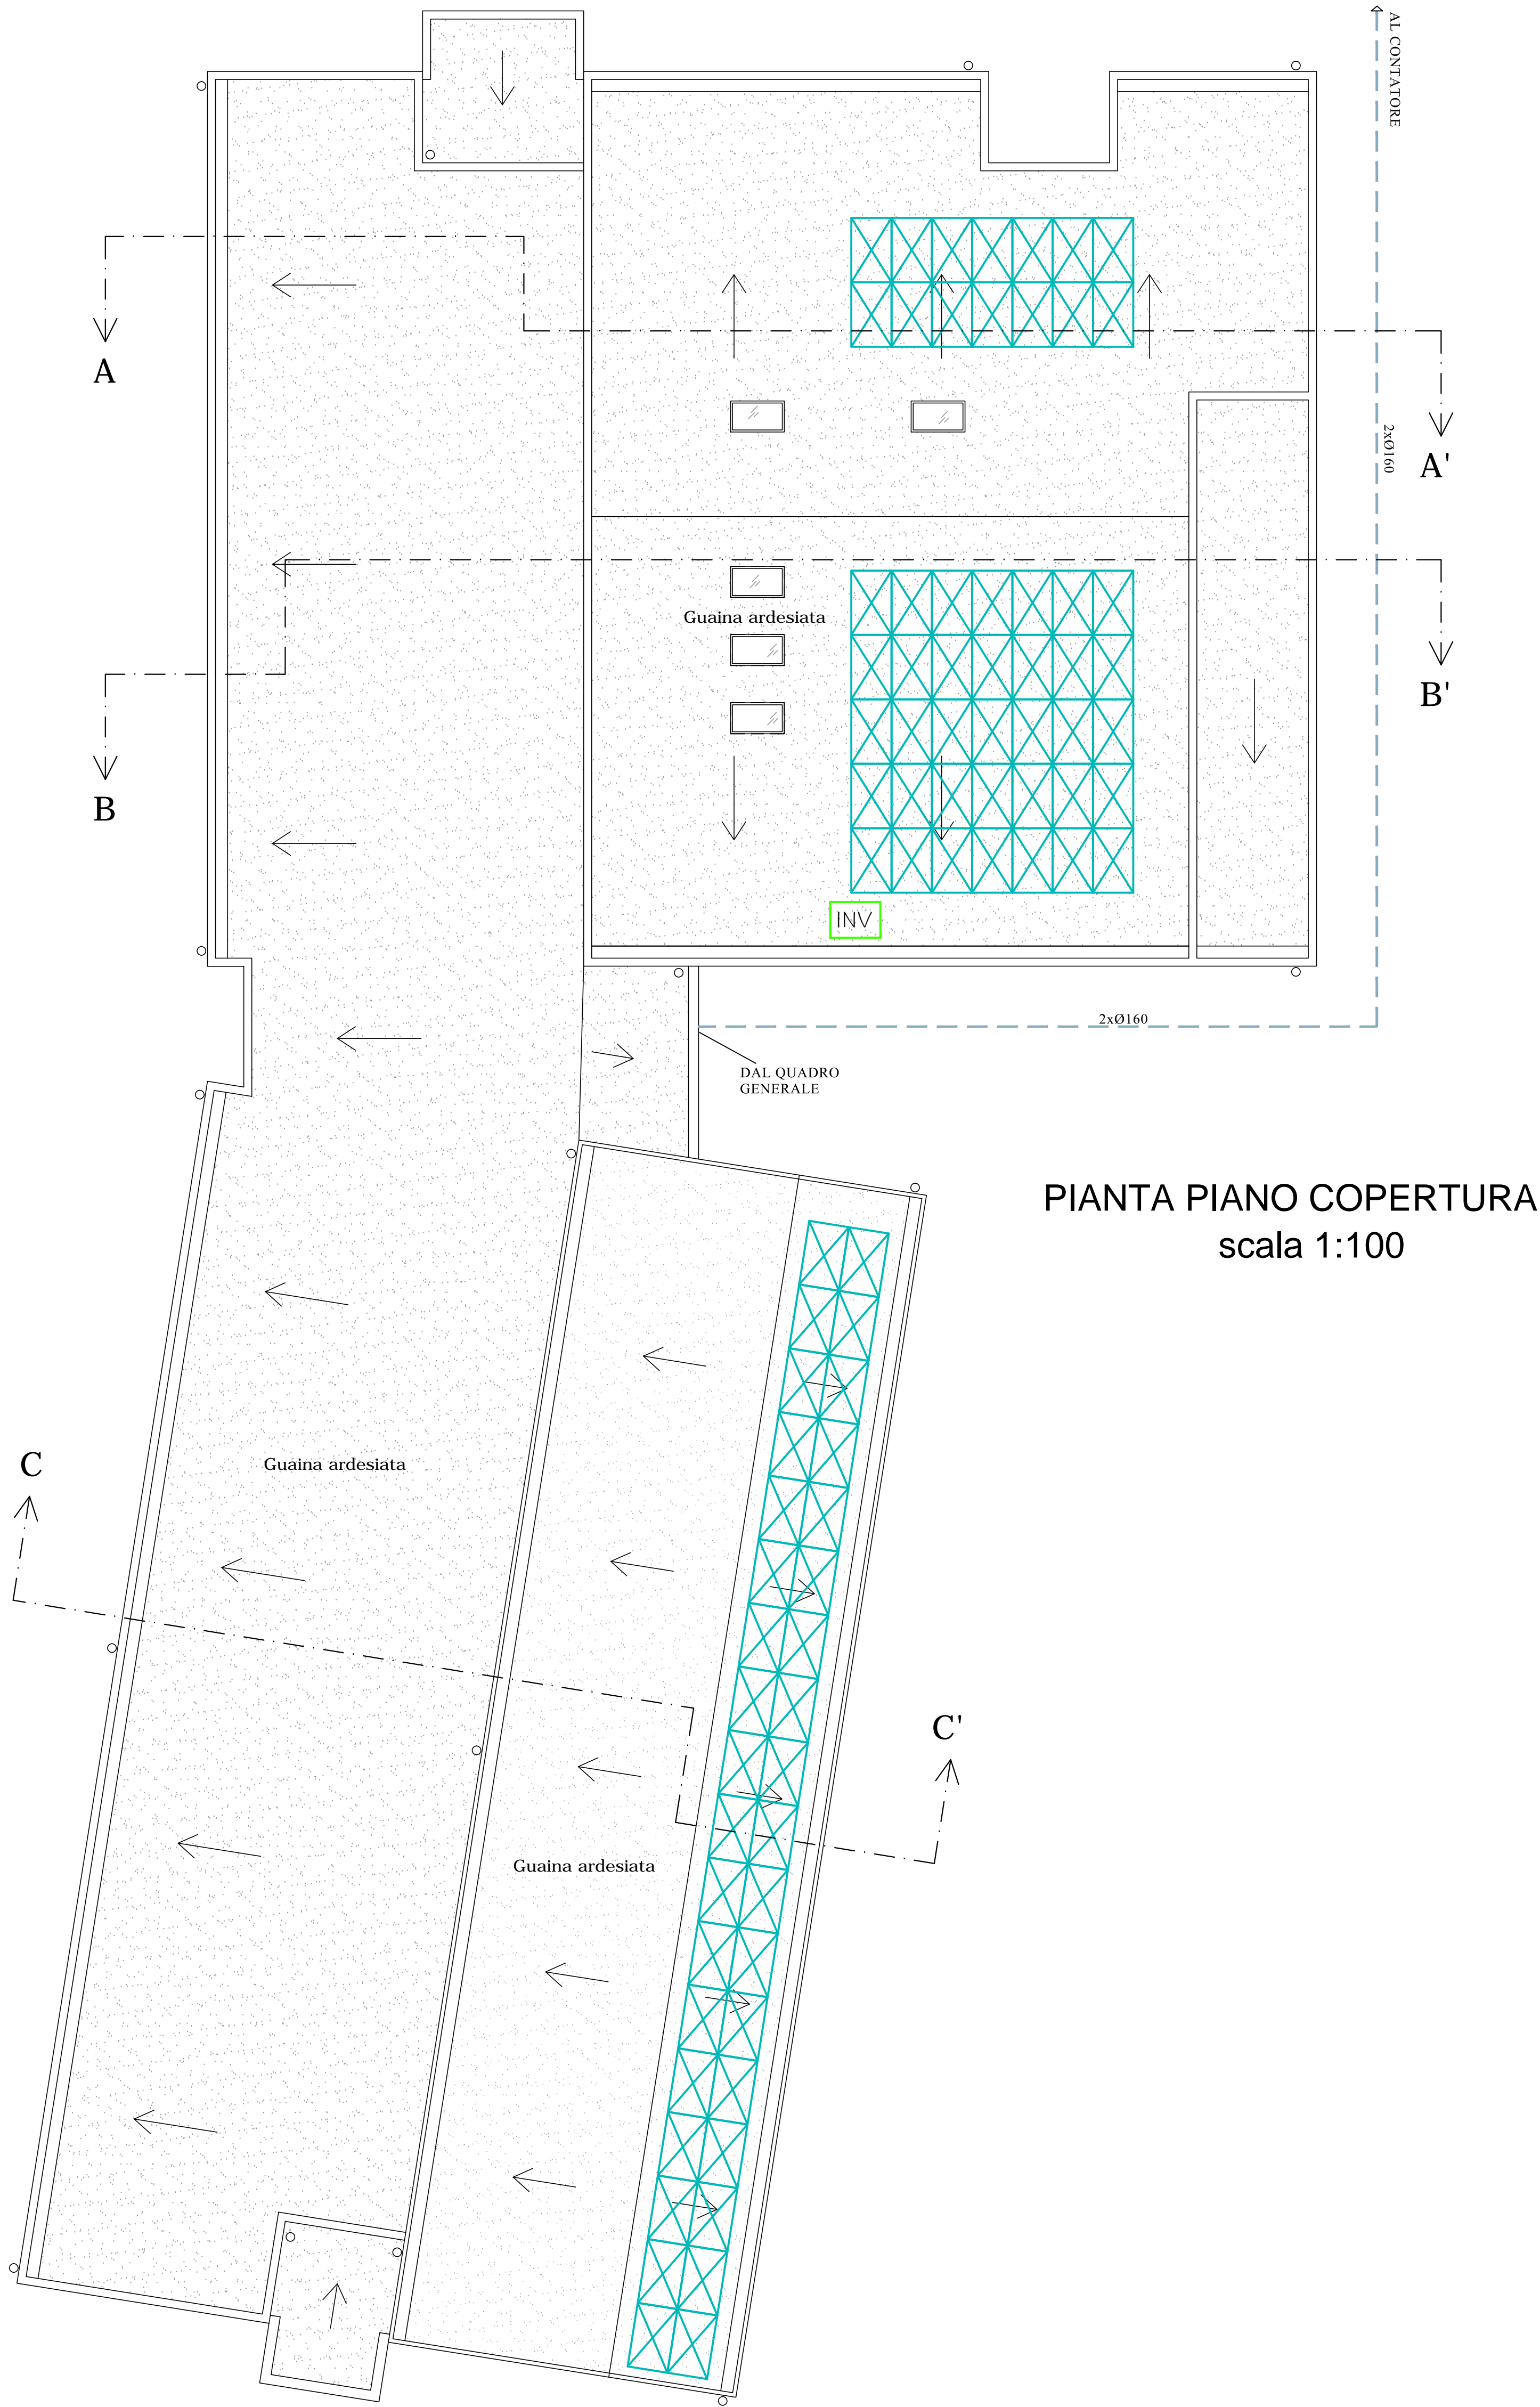 AL CONTATORE
A
A'
2xØ160
Guaina ardesiata
B'
B
INV
2xØ160
DAL QUADRO
GENERALE
PIANTA PIANO COPERTURA
scala 1:100
C
Guaina ardesiata
C'
Guaina ardesiata